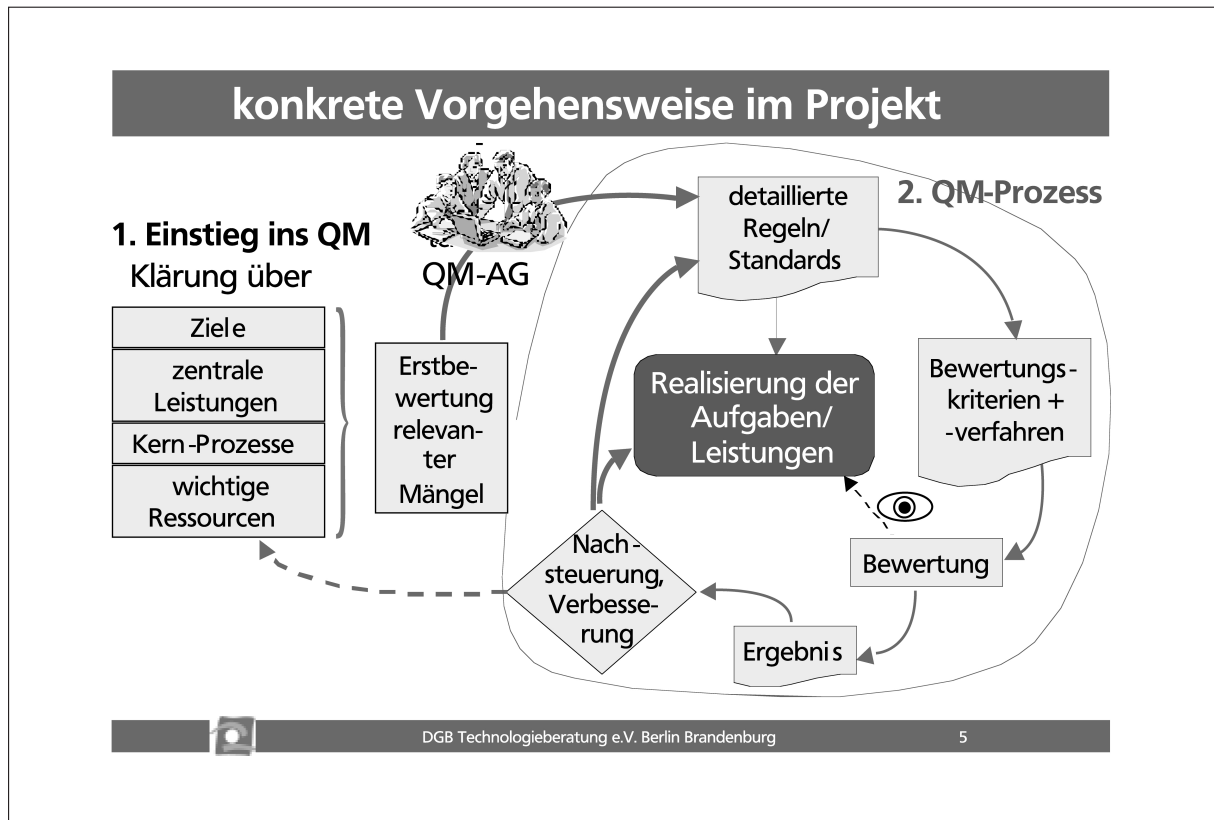 konkrete Vorgehensweise im Projekt
1. Einstieg ins QM
Klärung über
Ziele
zentrale
Leistungen
Kern-Prozesse
wichtige
Ressourcen
QM-AG
Erstbe-
wertung
relevan-
ter
Mängel
2. QM-Prozess
detaillierte
Regeln/
Standards
Realisierung der
Aufgaben/
Leistungen
Bewertungs-
kriterien +
-verfahren
Bewertung
Ergebnis
Nach-
steuerung,
Verbesse-
rung
DGB Technologieberatung e.V. Berlin Brandenburg
5